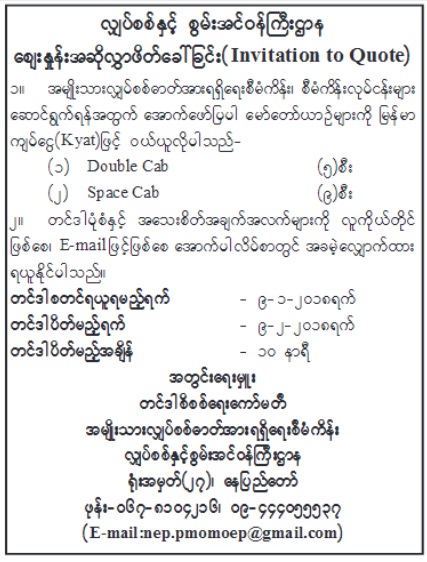 လျှပ်စစ်နှင့် စွမ်းအင်ဝန်ကြီးဌာန
ဈေးနှုန်းအဆိုလွှာဖိတ်ခေါ်ခြင်း(Invitation to Quote)
၁။ အမျိုးသားလျှပ်စစ်ဓာတ်အားရရှိရေးစီမံကိန်း၊ စီမံကိန်းလုပ်ငန်းများ
ဆောင်ရွက်ရန်အတွက် အောက်ဖော်ပြပါ မော်တော်ယာဉ်များကို မြန်မာ
ကျပ်ငွေ(Kyat)ဖြင့် ဝယ်ယူလိုပါသည်-
(၁) Double Cab (၅)စီး
(၂) Space Cab (၉)စီး
၂။ တင်ဒါပုံစံနှင့် အသေးစိတ်အချက်အလက်များကို လူကိုယ်တိုင်
ဖြစ်စေ၊ E-mailဖြင့်ဖြစ်စေ အောက်ပါလိပ်စာတွင် အခမဲ့လျှောက်ထား
ရယူနိုင်ပါသည်။
တင်ဒါစတင်ရယူရမည့်ရက် - ၉-၁-၂၀၁၈ရက်
တင်ဒါပိတ်မည့်ရက် - ၉-၂-၂၀၁၈ရက်
တင်ဒါပိတ်မည့်အချိန် - ၁၀ နာရီ
အတွင်းရေးမှူး
တင်ဒါစိစစ်ရေးကော်မတီ
အမျိုးသားလျှပ်စစ်ဓာတ်အားရရှိရေးစီမံကိန်း
လျှပ်စစ်နှင့်စွမ်းအင်ဝန်ကြီးဌာန
ရုံးအမှတ်(၂၇)၊ နေပြည်တော်
ဖုန်း-၀၆၇-၈၁၀၄၂၁၆၊ ၀၉-၄၄၄၀၅၅၅၃၇
(E-mail:nep.pmomoep@gmail.com)